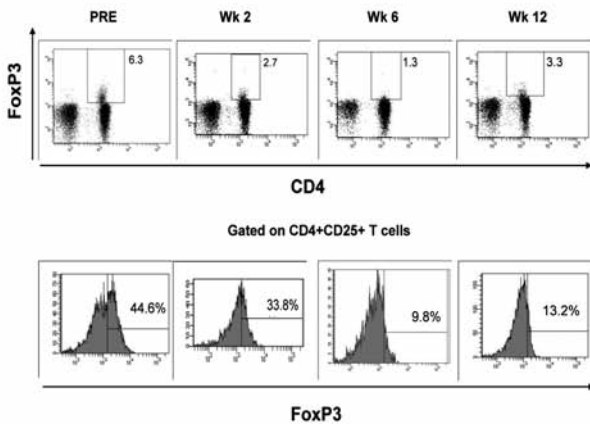 PRE Wk 2 Wk 6 Wk 12
6.3 2.7 1.3 3.3
FoxP3
CD4
Gated on CD4+CD25+ T cells
44.6% 33.8% 9.8% 13.2%
FoxP3